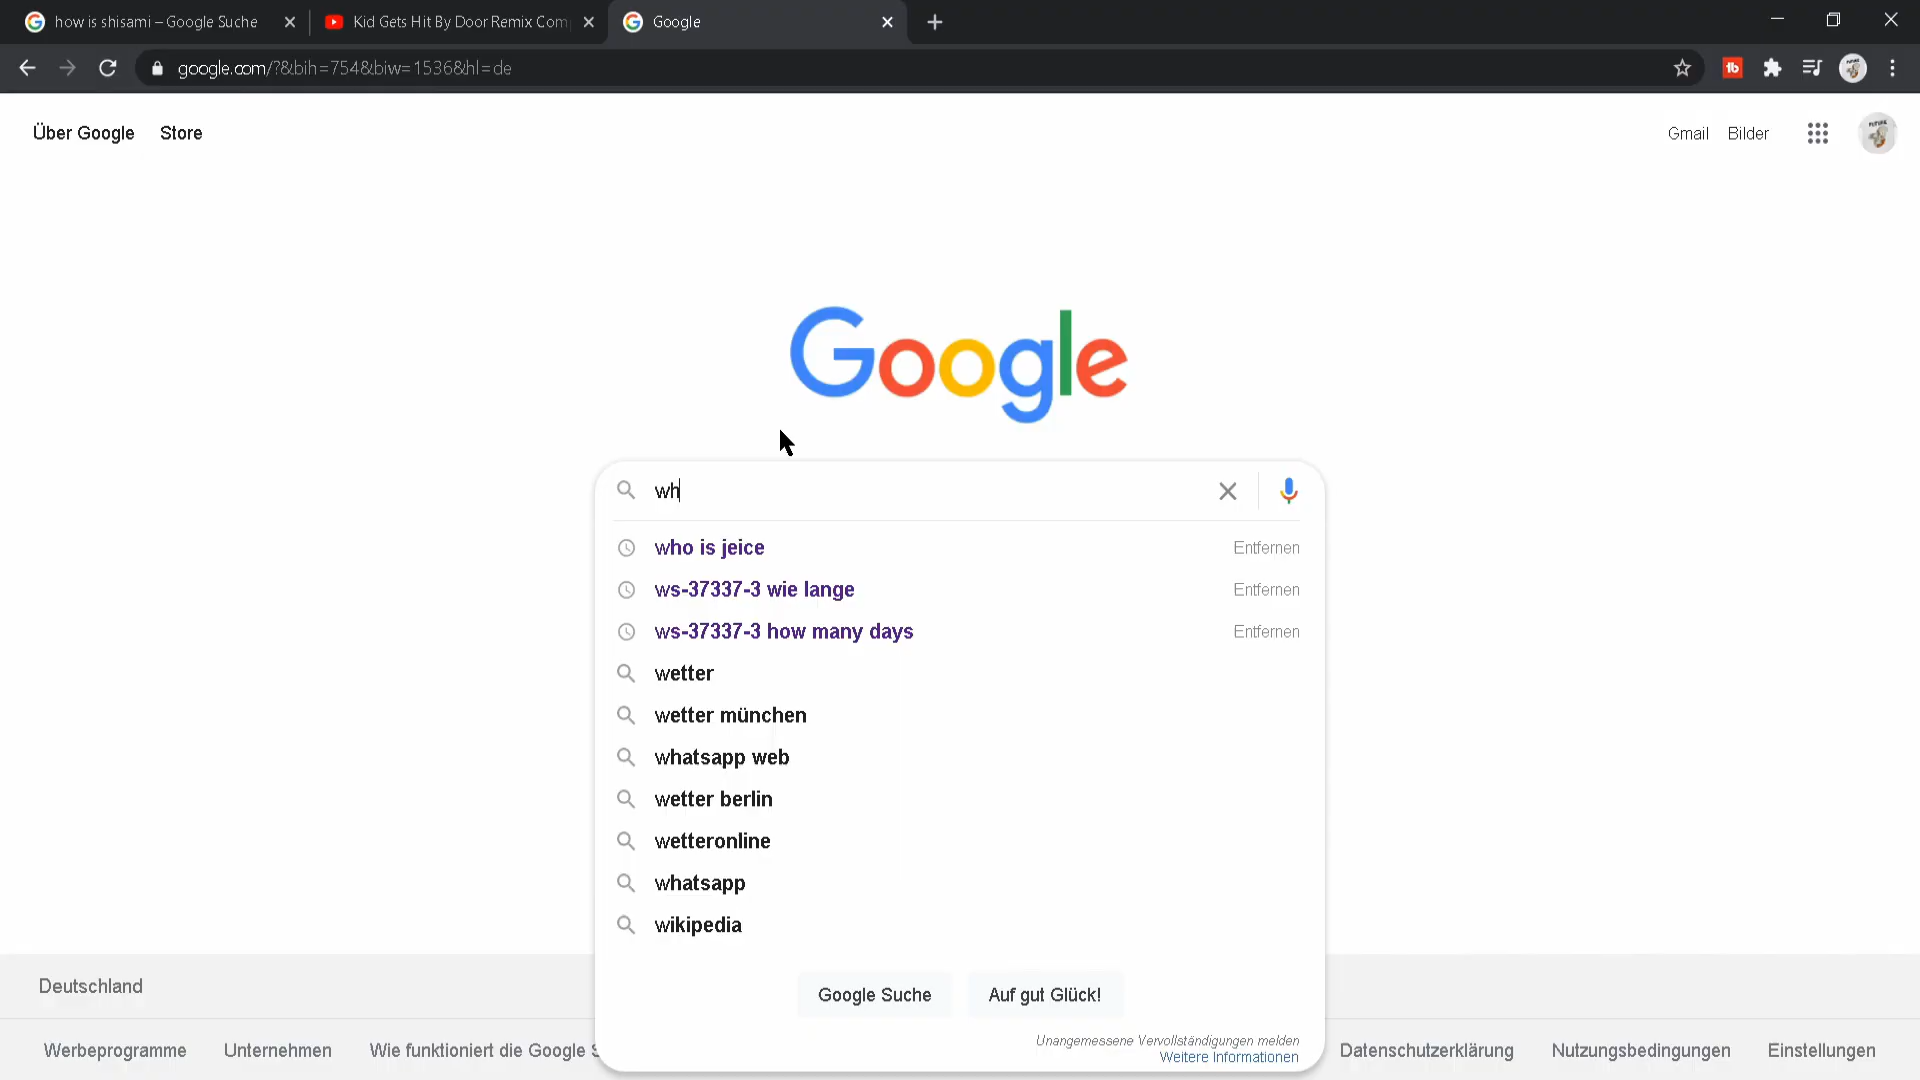 how is shisami – Google Suche
Kid Gets Hit By Door Remix Com
Google
google.com/?&bih=754&biw=1536&hl=de
Über Google Store
Gmail Bilder
Google
wh
who is jeice Entfernen
ws-37337-3 wie lange Entfernen
ws-37337-3 how many days Entfernen
wetter
wetter münchen
whatsapp web
wetter berlin
wetteronline
whatsapp
wikipedia
Deutschland
Google Suche Auf gut Glück!
Unangemessene Vervollständigungen melden
Weitere Informationen
Werbeprogramme Unternehmen Wie funktioniert die Google S Datenschutzerklärung Nutzungsbedingungen Einstellungen